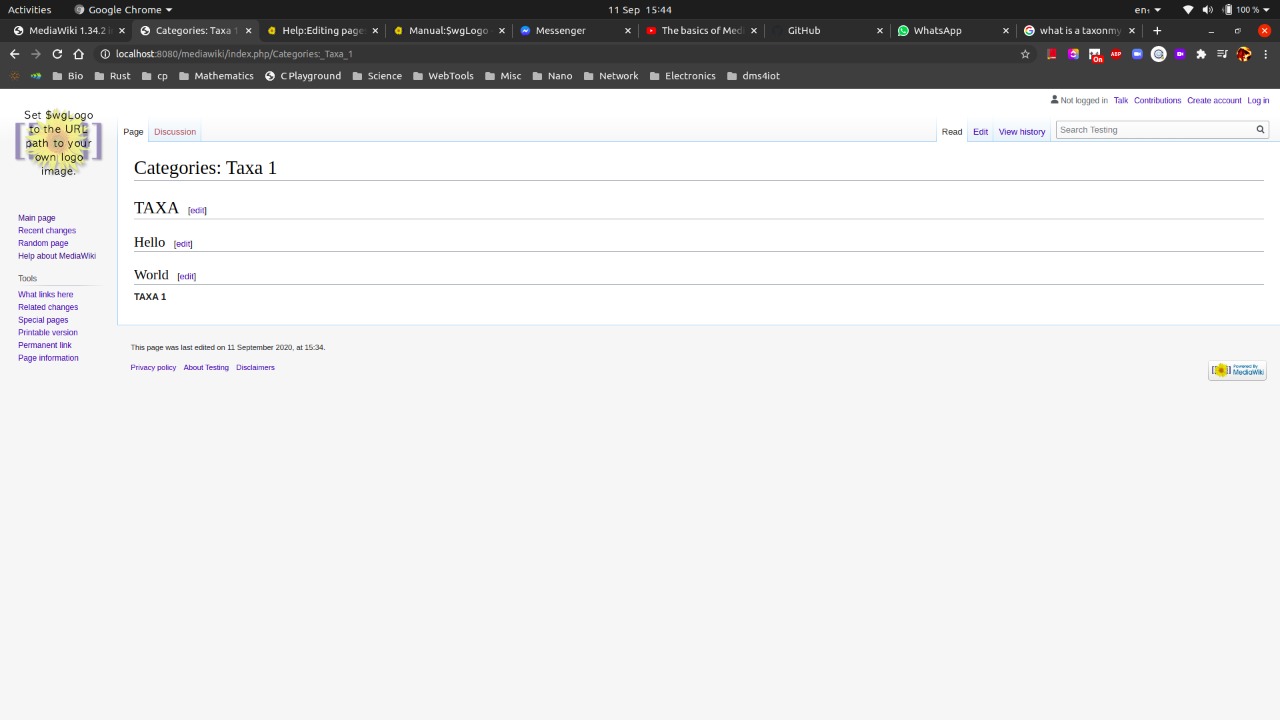 Activities Google Chrome 11 Sep 15:44 en₁ 100 %
MediaWiki 1.34.2 Categories: Taxa 1 Help:Editing page Manual:$wgLogo Messenger The basics of Med GitHub WhatsApp what is a taxonmy
localhost:8080/mediawiki/index.php/Categories:_Taxa_1 On ABP
Bio Rust cp Mathematics C Playground Science WebTools Misc Nano Network Electronics dms4iot
Not logged in Talk Contributions Create account Log in
Set $wgLogo
to the URL
path to your
own logo
image.
Page Discussion Read Edit View history Search Testing
Categories: Taxa 1
TAXA [edit]
Hello [edit]
World [edit]
TAXA 1
Main page
Recent changes
Random page
Help about MediaWiki
Tools
What links here
Related changes
Special pages
Printable version
Permanent link
Page information
This page was last edited on 11 September 2020, at 15:34.
Privacy policy About Testing Disclaimers
Powered By
MediaWiki